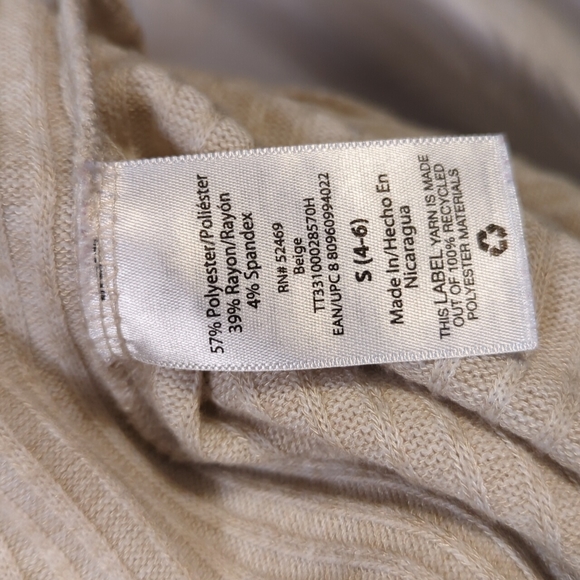 57% Polyester/Poliéster
39% Rayon/Rayón
4% Spandex
RN# 52469
Beige
TT33100028570H
EAN/UPC 8 80960994022
S (4-6)
Made In/Hecho En
Nicaragua
THIS LABEL YARN IS MADE
OUT OF 100% RECYCLED
POLYESTER MATERIALS